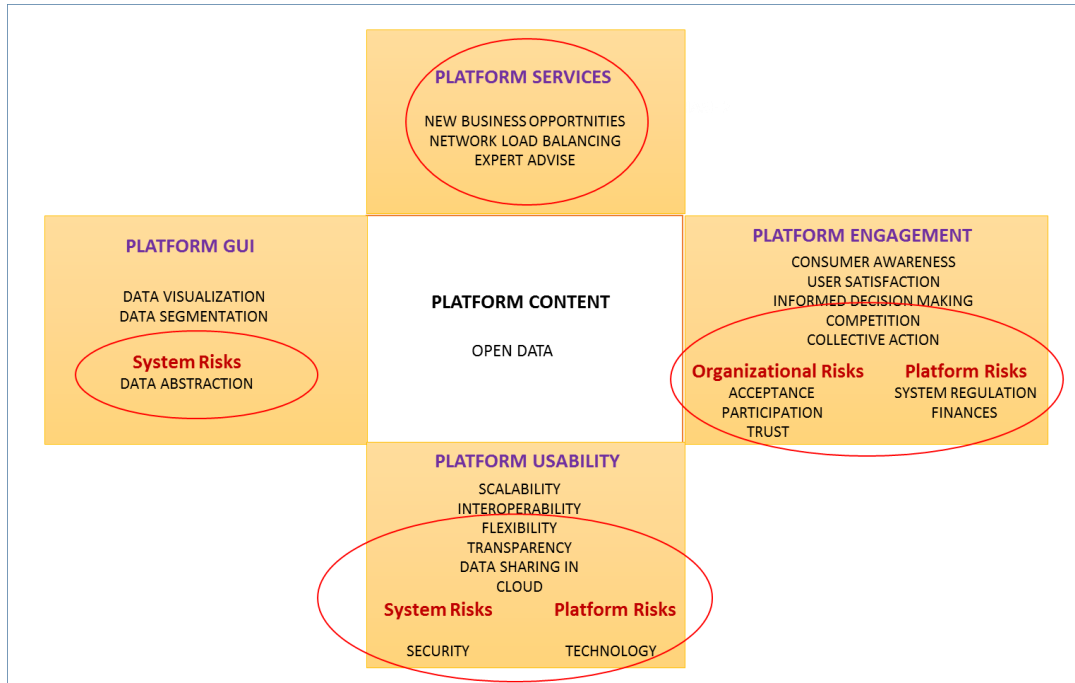 PLATFORM SERVICES
NEW BUSINESS OPPORTNITIES
NETWORK LOAD BALANCING
EXPERT ADVISE
PLATFORM GUI
DATA VISUALIZATION
DATA SEGMENTATION
System Risks
DATA ABSTRACTION
PLATFORM CONTENT
OPEN DATA
PLATFORM ENGAGEMENT
CONSUMER AWARENESS
USER SATISFACTION
INFORMED DECISION MAKING
COMPETITION
COLLECTIVE ACTION
Organizational Risks
ACCEPTANCE
PARTICIPATION
TRUST
Platform Risks
SYSTEM REGULATION
FINANCES
PLATFORM USABILITY
SCALABILITY
INTEROPERABILITY
FLEXIBILITY
TRANSPARENCY
DATA SHARING IN
CLOUD
System Risks
SECURITY
Platform Risks
TECHNOLOGY